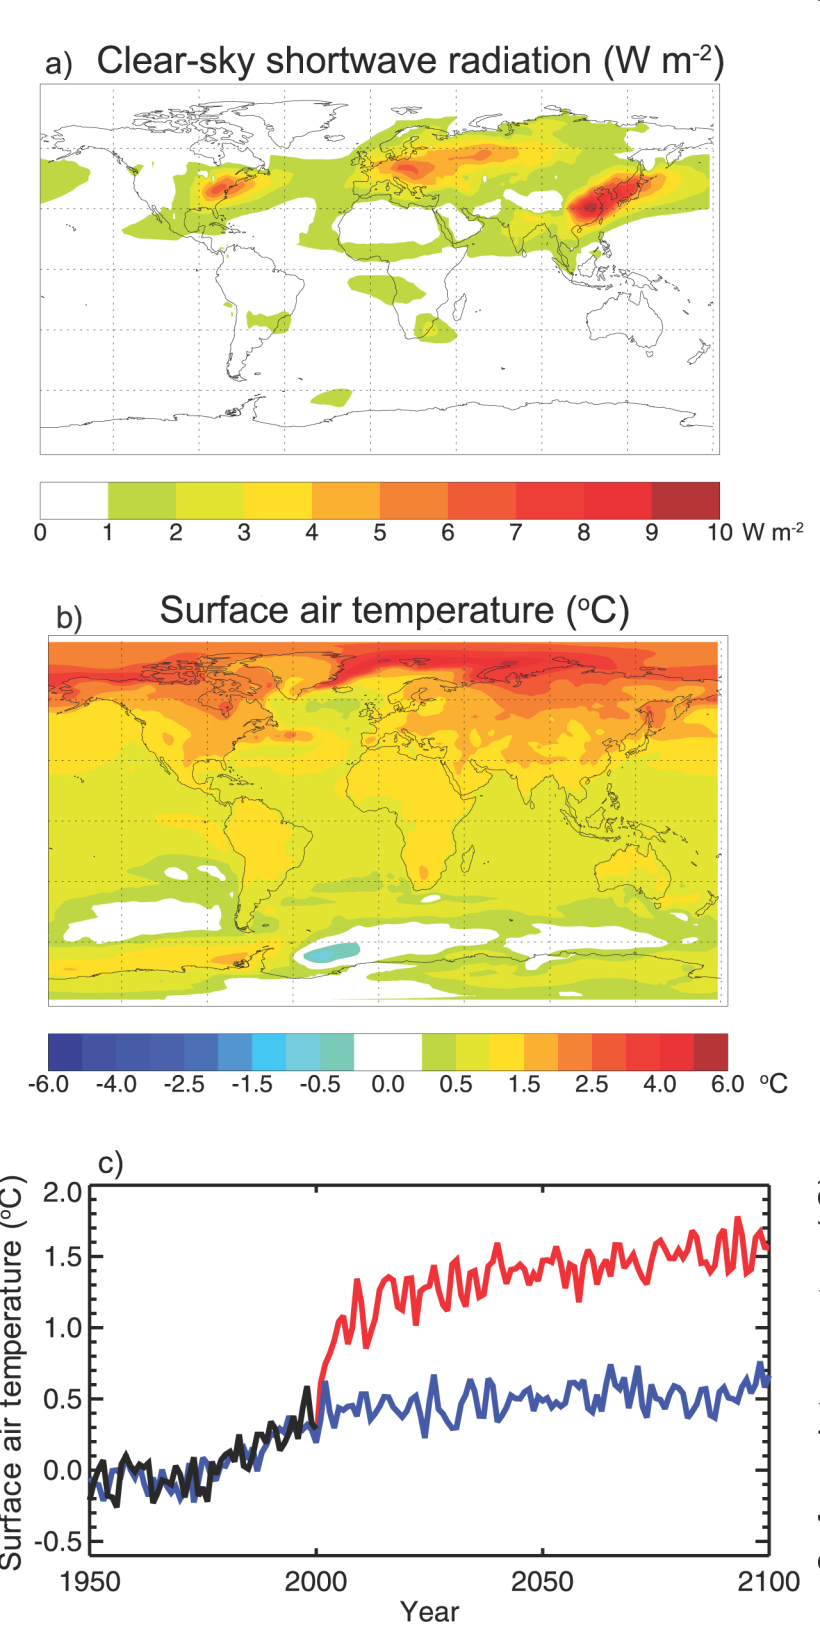 a) Clear-sky shortwave radiation (W m-2)
0 1 2 3 4 5 6 7 8 9 10 W m-2
b) Surface air temperature (oC)
-6.0 -4.0 -2.5 -1.5 -0.5 0.0 0.5 1.5 2.5 4.0 6.0 oC
c)
Surface air temperature (oC)
2.0
1.5
1.0
0.5
0.0
-0.5
1950 2000 2050 2100
Year